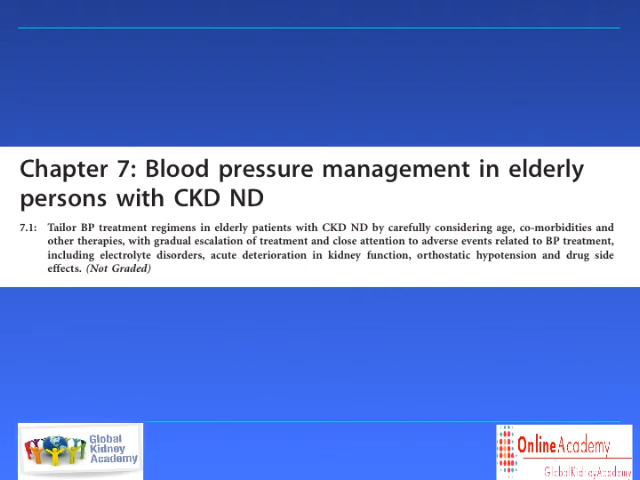 Chapter 7: Blood pressure management in elderly
persons with CKD ND
7.1: Tailor BP treatment regimens in elderly patients with CKD ND by carefully considering age, co-morbidities and
other therapies, with gradual escalation of treatment and close attention to adverse events related to BP treatment,
including electrolyte disorders, acute deterioration in kidney function, orthostatic hypotension and drug side
effects. (Not Graded)
Global
Kidney
Academy
OnlineAcademy
GlobalKidneyAcademy